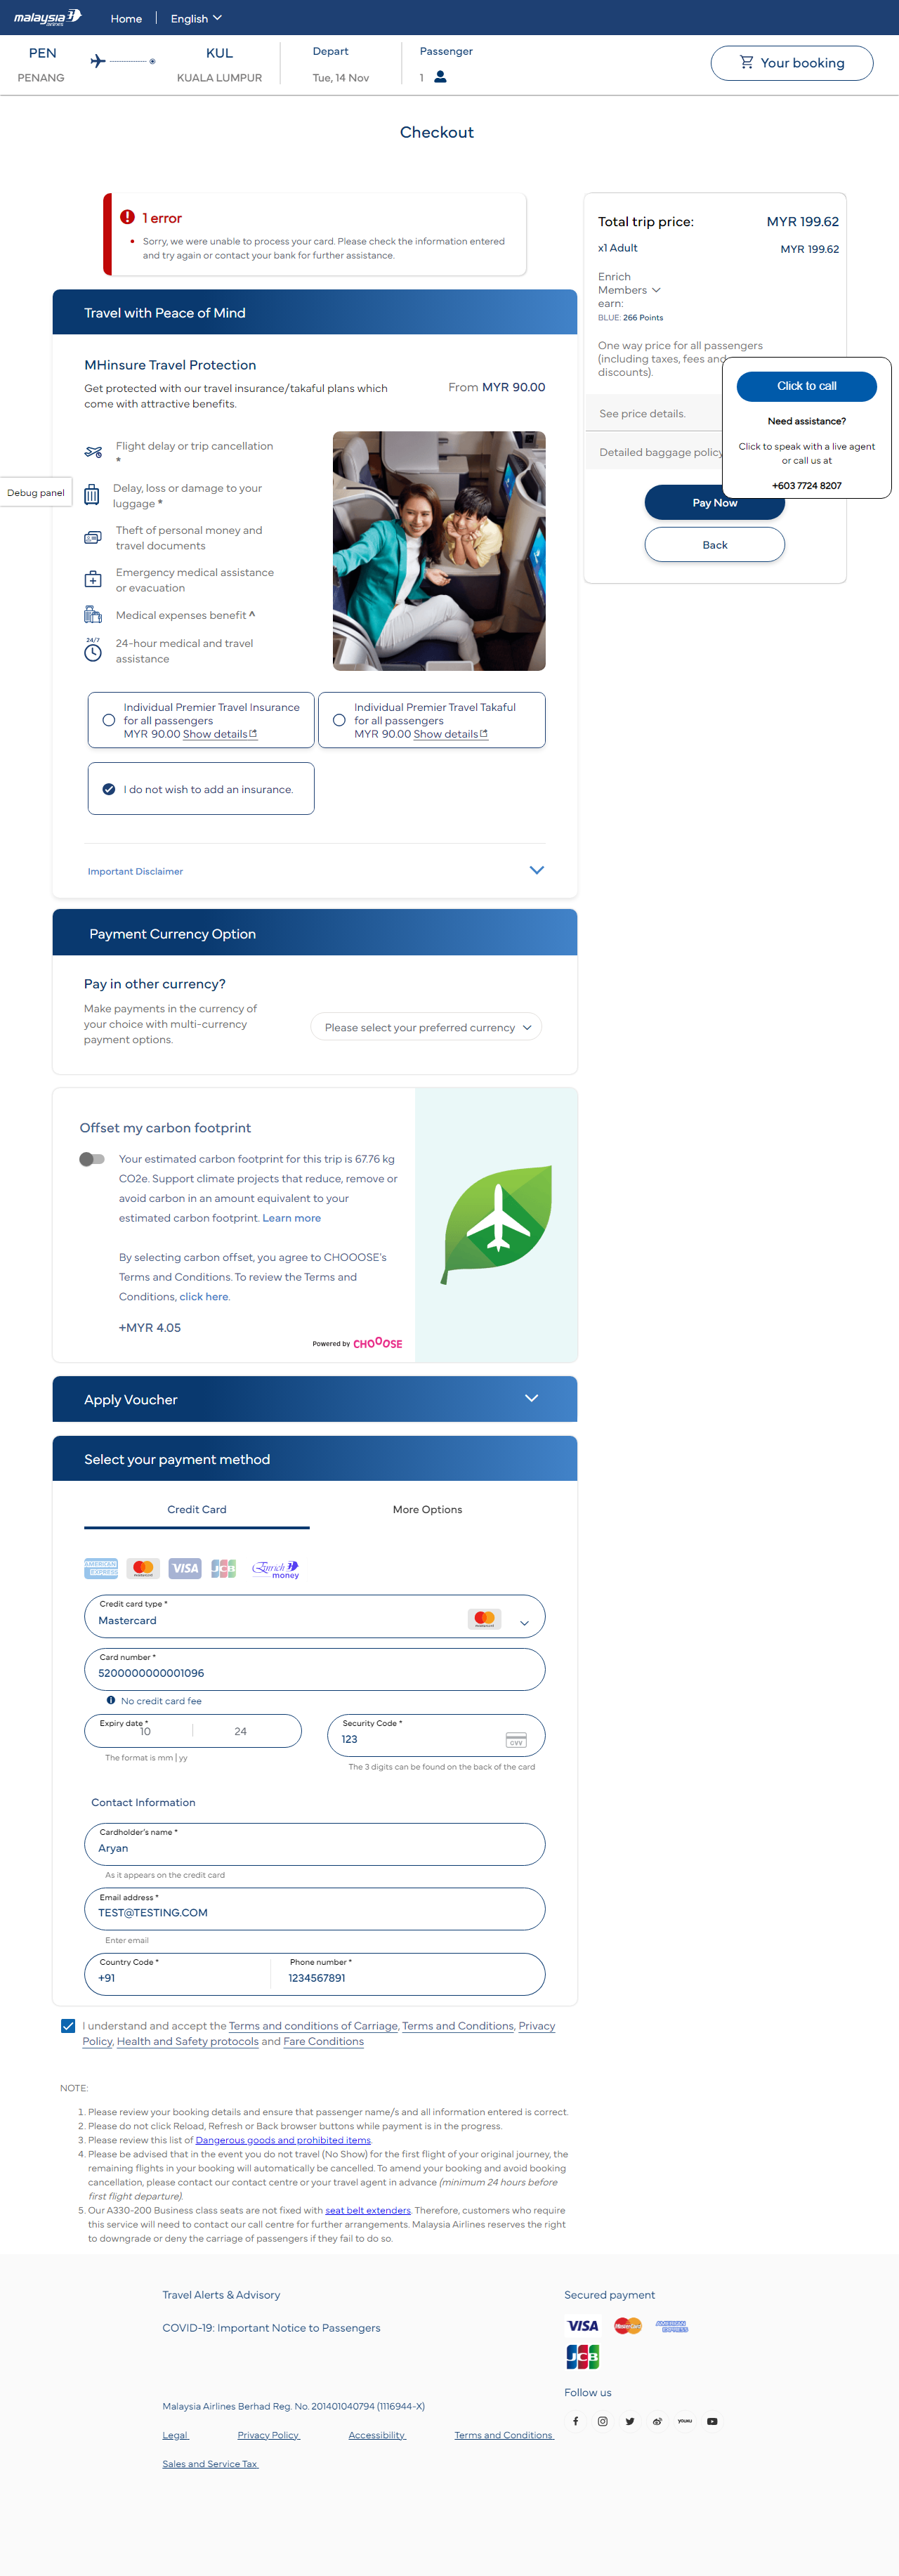 malaysia
airlines
Home
English
PEN
PENANG
KUL
KUALA LUMPUR
Depart
Tue, 14 Nov
Passenger
1
Your booking
Checkout
1 error
Sorry, we were unable to process your card. Please check the information entered
and try again or contact your bank for further assistance.
Total trip price:
MYR 199.62
x1 Adult
MYR 199.62
Enrich
Members
earn:
BLUE: 266 Points
One way price for all passengers
(including taxes, fees and
discounts).
See price details.
Detailed baggage policy
Click to call
Need assistance?
Click to speak with a live agent
or call us at
+603 7724 8207
Pay Now
Back
Debug panel
Travel with Peace of Mind
MHinsure Travel Protection
Get protected with our travel insurance/takaful plans which
come with attractive benefits.
From MYR 90.00
Flight delay or trip cancellation
*
Delay, loss or damage to your
luggage *
Theft of personal money and
travel documents
Emergency medical assistance
or evacuation
Medical expenses benefit ^
24/7
24-hour medical and travel
assistance
Individual Premier Travel Insurance
for all passengers
MYR 90.00 Show details
Individual Premier Travel Takaful
for all passengers
MYR 90.00 Show details
I do not wish to add an insurance.
Important Disclaimer
Payment Currency Option
Pay in other currency?
Make payments in the currency of
your choice with multi-currency
payment options.
Please select your preferred currency
Offset my carbon footprint
Your estimated carbon footprint for this trip is 67.76 kg
CO2e. Support climate projects that reduce, remove or
avoid carbon in an amount equivalent to your
estimated carbon footprint. Learn more
By selecting carbon offset, you agree to CHOOOSE's
Terms and Conditions. To review the Terms and
Conditions, click here.
+MYR 4.05
Powered by CHOOOSE
Apply Voucher
Select your payment method
Credit Card
More Options
AMERICAN EXPRESS
mastercard
VISA
JCB
Enrich money
Credit card type *
Mastercard
Card number *
5200000000001096
No credit card fee
Expiry date *
10
24
The format is mm | yy
Security Code *
123
CVV
The 3 digits can be found on the back of the card
Contact Information
Cardholder's name *
Aryan
As it appears on the credit card
Email address *
TEST@TESTING.COM
Enter email
Country Code *
+91
Phone number *
1234567891
I understand and accept the Terms and conditions of Carriage, Terms and Conditions, Privacy
Policy, Health and Safety protocols and Fare Conditions
NOTE:
1. Please review your booking details and ensure that passenger name/s and all information entered is correct.
2. Please do not click Reload, Refresh or Back browser buttons while payment is in the progress.
3. Please review this list of Dangerous goods and prohibited items.
4. Please be advised that in the event you do not travel (No Show) for the first flight of your original journey, the
remaining flights in your booking will automatically be cancelled. To amend your booking and avoid booking
cancellation, please contact our contact centre or your travel agent in advance (minimum 24 hours before
first flight departure).
5. Our A330-200 Business class seats are not fixed with seat belt extenders. Therefore, customers who require
this service will need to contact our call centre for further arrangements. Malaysia Airlines reserves the right
to downgrade or deny the carriage of passengers if they fail to do so.
Travel Alerts & Advisory
COVID-19: Important Notice to Passengers
Secured payment
VISA
MasterCard
AMERICAN EXPRESS
JCB
Follow us
YOUKU
Malaysia Airlines Berhad Reg. No. 201401040794 (1116944-X)
Legal
Privacy Policy
Accessibility
Terms and Conditions
Sales and Service Tax